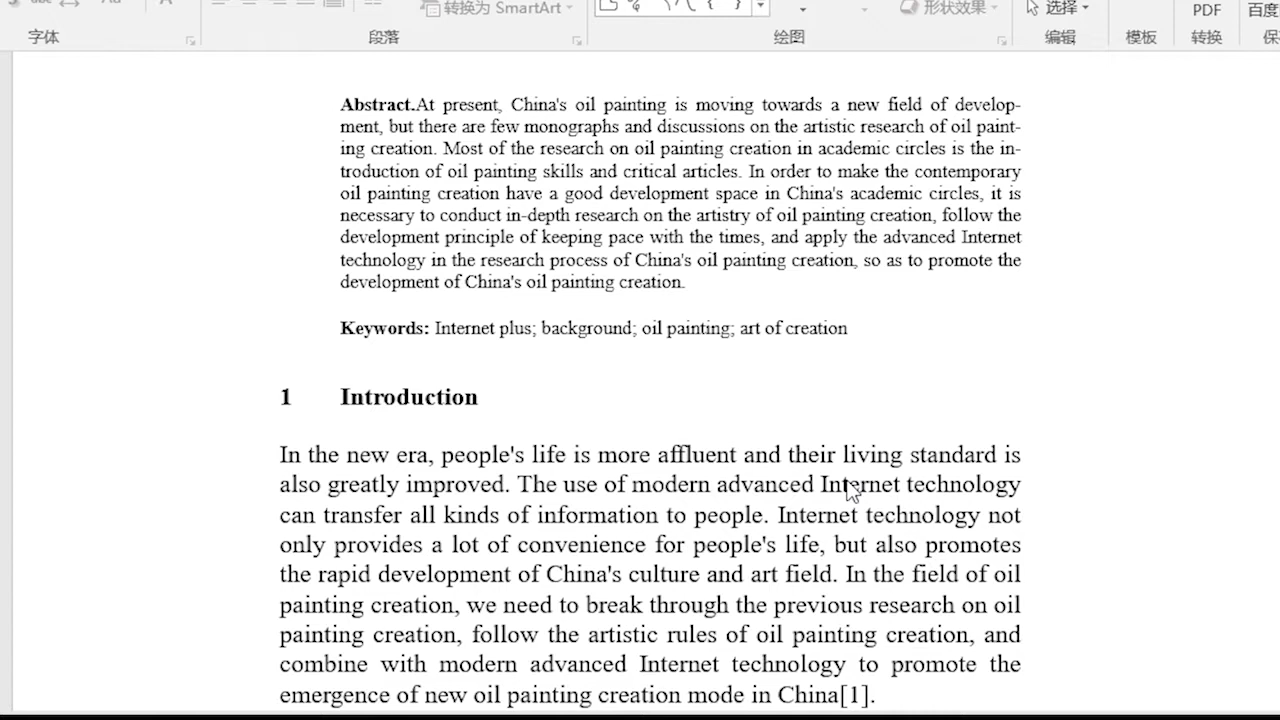 转换为 SmartArt
形状效果
选择
PDF
百度
字体
段落
绘图
编辑
模板
转换
保
Abstract.At present, China's oil painting is moving towards a new field of develop-
ment, but there are few monographs and discussions on the artistic research of oil paint-
ing creation. Most of the research on oil painting creation in academic circles is the in-
troduction of oil painting skills and critical articles. In order to make the contemporary
oil painting creation have a good development space in China's academic circles, it is
necessary to conduct in-depth research on the artistry of oil painting creation, follow the
development principle of keeping pace with the times, and apply the advanced Internet
technology in the research process of China's oil painting creation, so as to promote the
development of China's oil painting creation.
Keywords: Internet plus; background; oil painting; art of creation
1 Introduction
In the new era, people's life is more affluent and their living standard is
also greatly improved. The use of modern advanced Internet technology
can transfer all kinds of information to people. Internet technology not
only provides a lot of convenience for people's life, but also promotes
the rapid development of China's culture and art field. In the field of oil
painting creation, we need to break through the previous research on oil
painting creation, follow the artistic rules of oil painting creation, and
combine with modern advanced Internet technology to promote the
emergence of new oil painting creation mode in China[1].